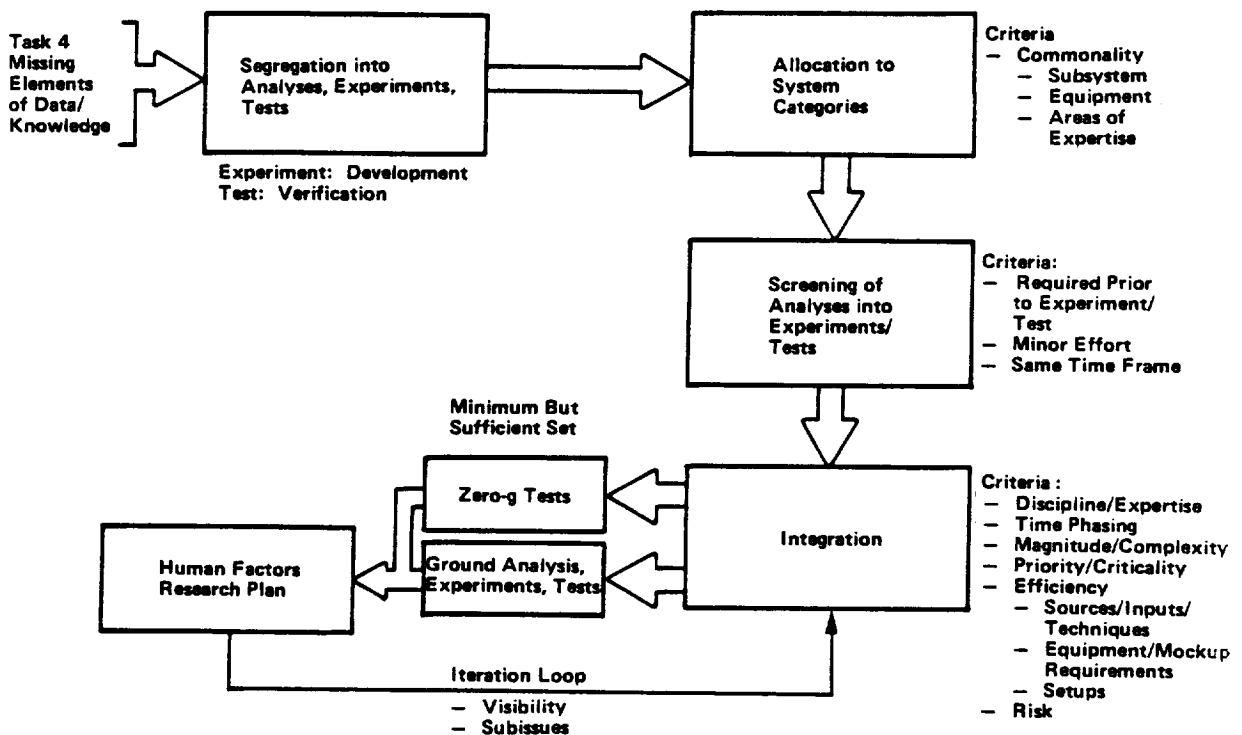 Task 4
Missing
Elements
of Data/
Knowledge
Segregation into
Analyses, Experiments,
Tests
Experiment: Development
Test: Verification
Allocation to
System
Categories
Criteria
– Commonality
– Subsystem
– Equipment
– Areas of
Expertise
Screening of
Analyses into
Experiments/
Tests
Criteria:
– Required Prior
to Experiment/
Test
– Minor Effort
– Same Time Frame
Minimum But
Sufficient Set
Zero-g Tests
Ground Analysis,
Experiments, Tests
Human Factors
Research Plan
Integration
Criteria :
– Discipline/Expertise
– Time Phasing
– Magnitude/Complexity
– Priority/Criticality
– Efficiency
– Sources/Inputs/
Techniques
– Equipment/Mockup
Requirements
– Setups
– Risk
Iteration Loop
– Visibility
– Subissues